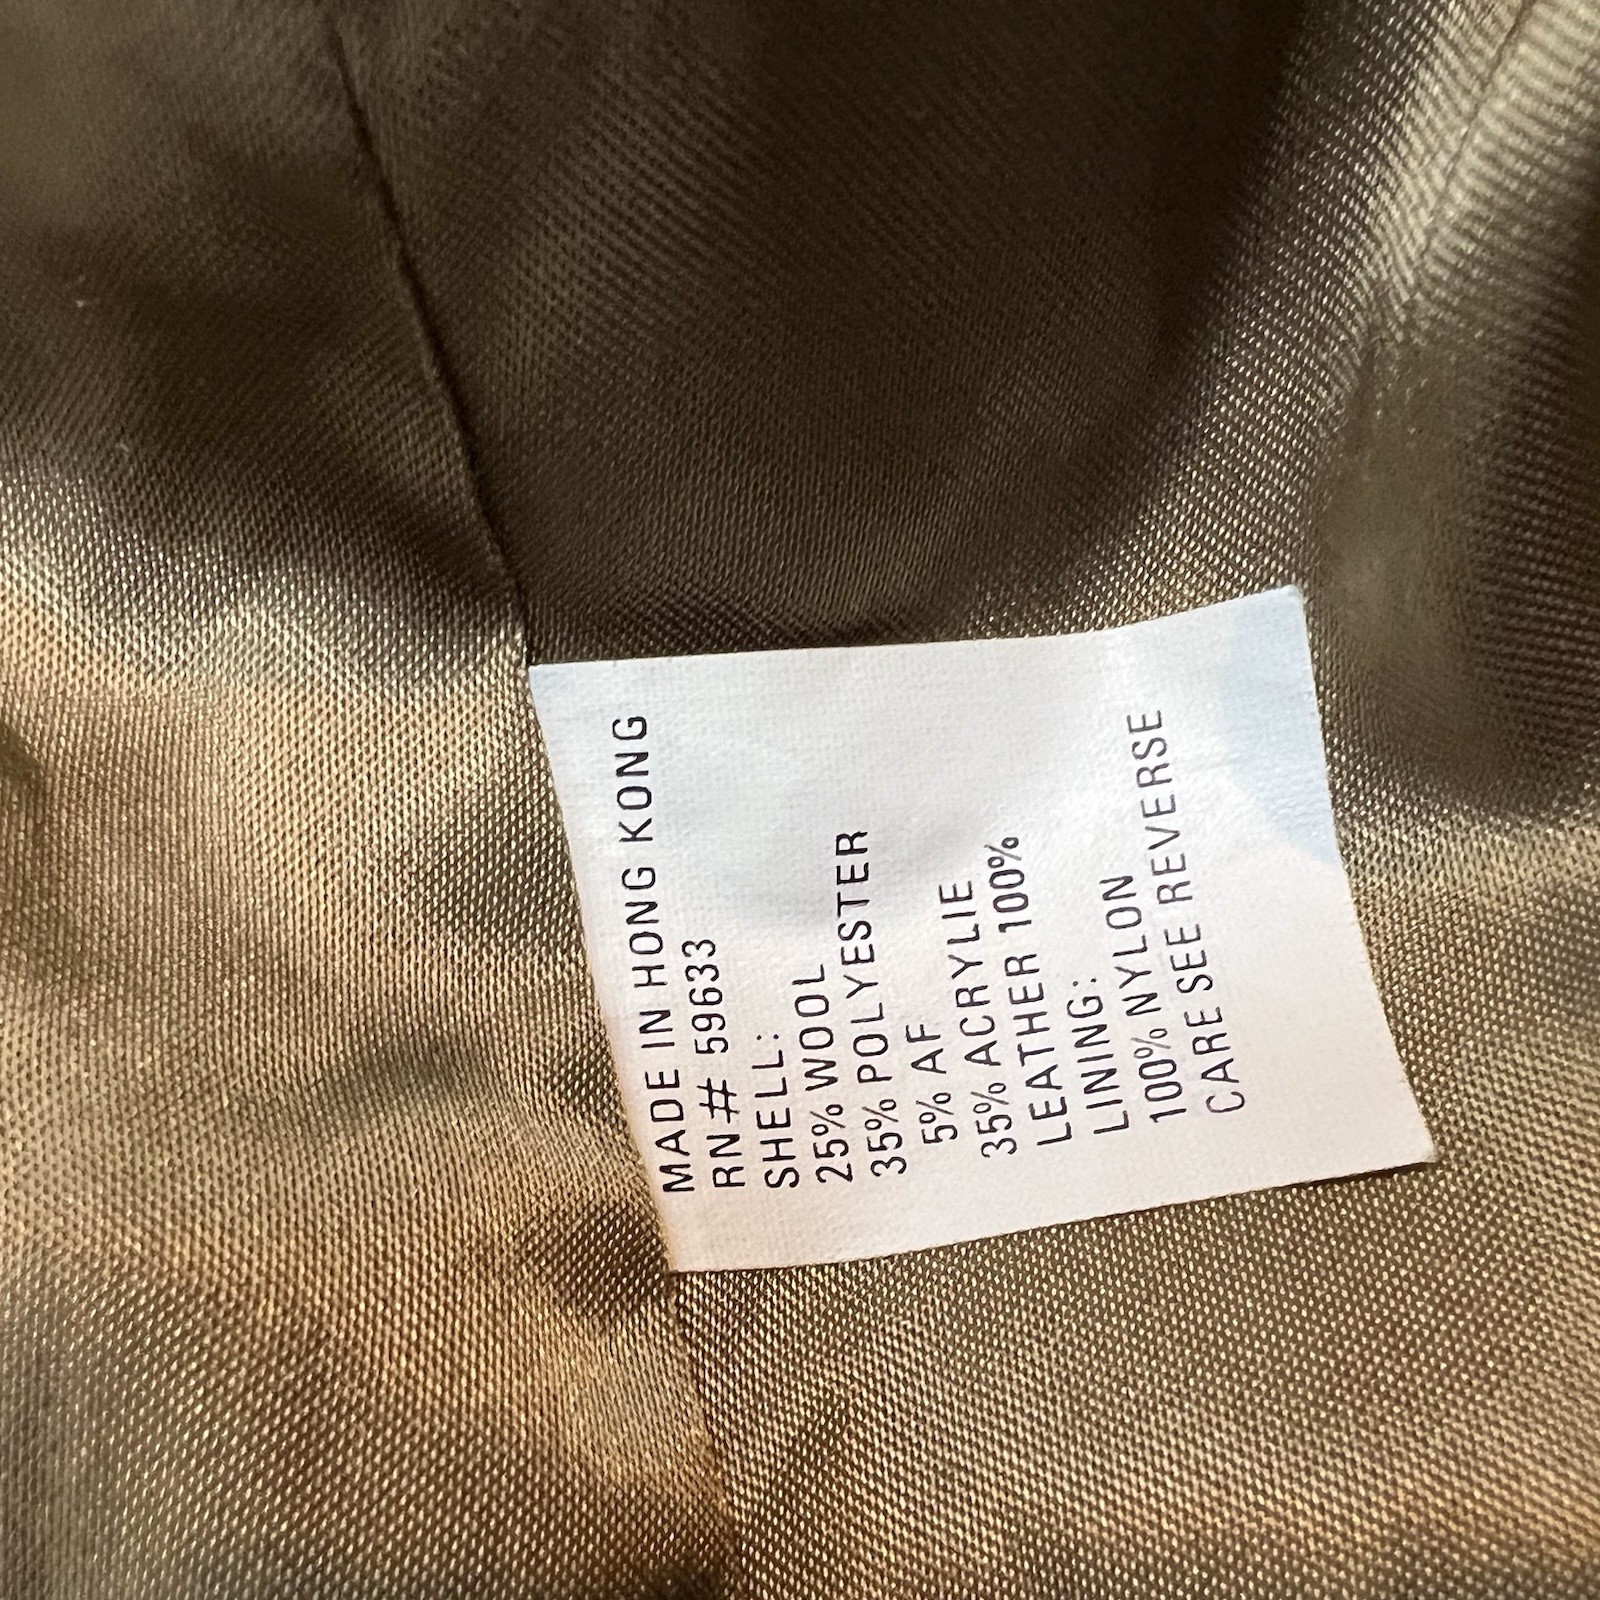 MADE IN HONG KONG
RN# 59633
SHELL:
25% WOOL
35% POLYESTER
5% AF
35% ACRYLIE
LEATHER 100%
LINING:
100% NYLON
CARE SEE REVERSE